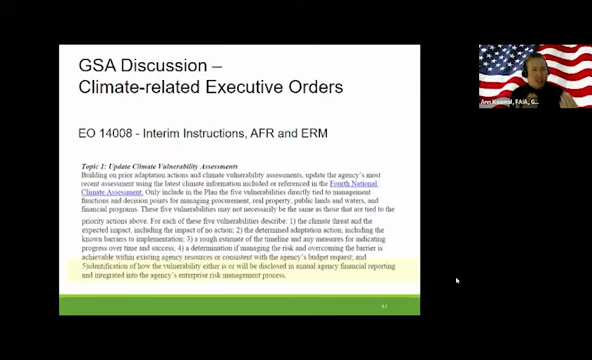 GSA Discussion –
Climate-related Executive Orders
EO 14008 - Interim Instructions, AFR and ERM
Topic 1: Update Climate Vulnerability Assessments
Building on prior adaptation actions and climate vulnerability assessments, update the agency's most
recent assessment using the latest climate information included or referenced in the Fourth National
Climate Assessment. Only include in the Plan the five vulnerabilities directly tied to management
functions and decision points for managing procurement, real property, public lands and waters, and
financial programs. These five vulnerabilities may not necessarily be the same as those that are tied to the
priority actions above. For each of these five vulnerabilities describe: 1) the climate threat and the
expected impact, including the impact of no action; 2) the determined adaptation action, including the
known barriers to implementation; 3) a rough estimate of the timeline and any measures for indicating
progress over time and success; 4) a determination if managing the risk and overcoming the barrier is
achievable within existing agency resources or consistent with the agency's budget request; and
5)identification of how the vulnerability either is or will be disclosed in annual agency financial reporting
and integrated into the agency's enterprise risk management process.
Ann Kosmal, FAIA, G...